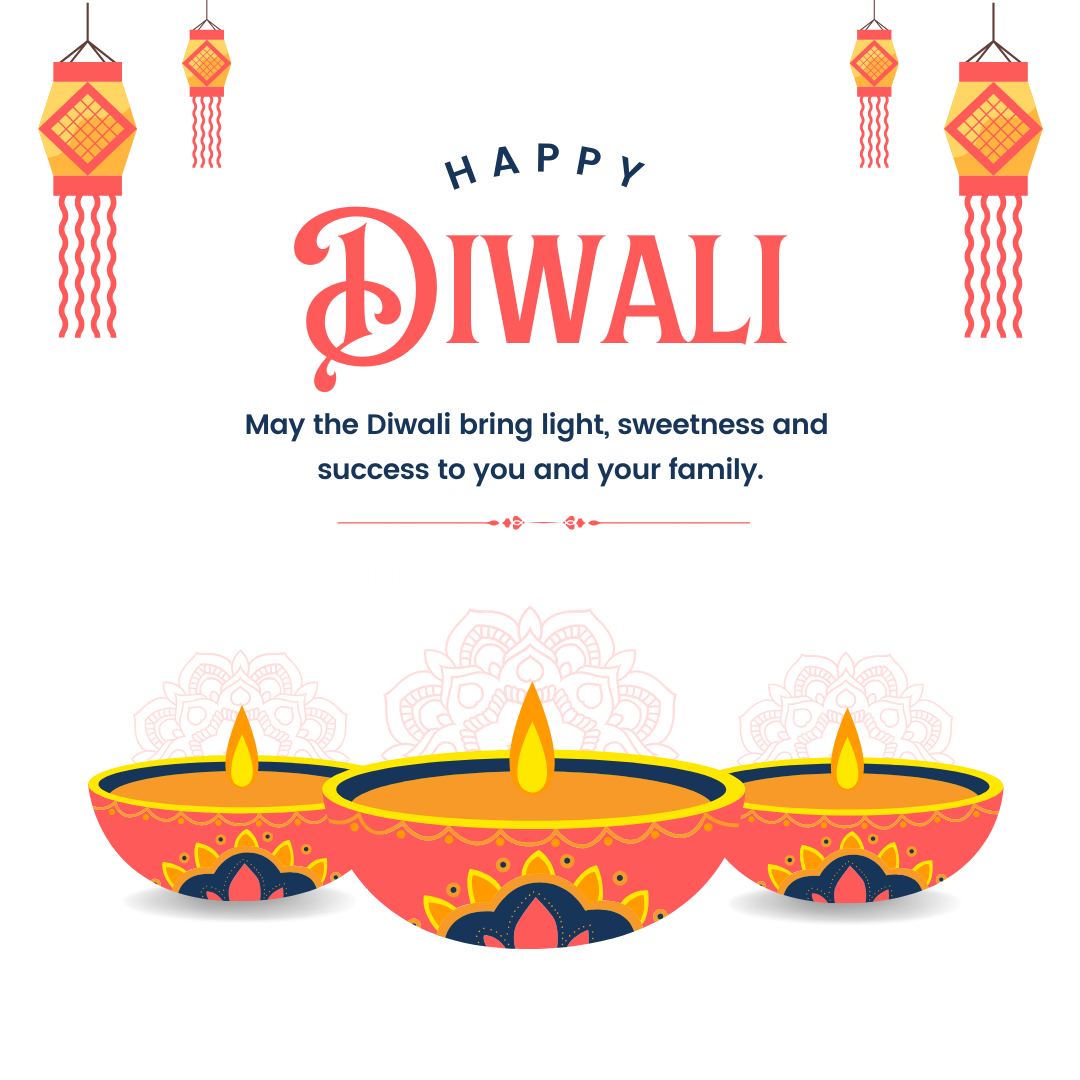 HAPPY
DIWALI
May the Diwali bring light, sweetness and
success to you and your family.